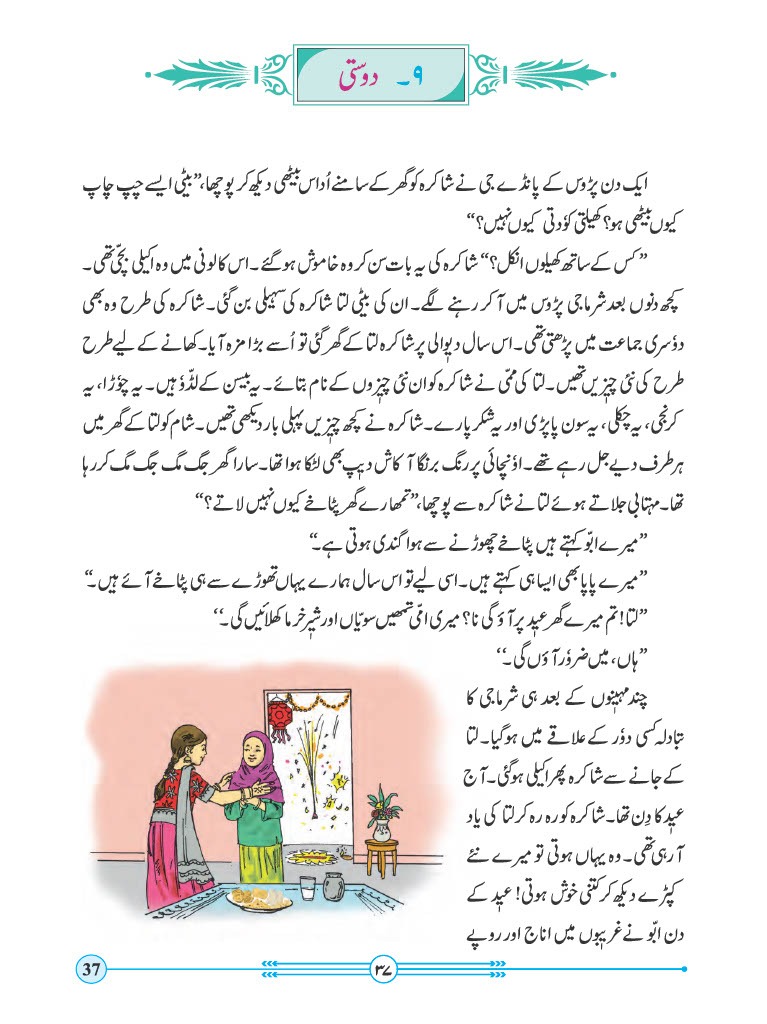 ۹۔ دوستی
ایک دن پڑوس کے پانڈے جی نے شاکرہ کو گھر کے سامنے اُداس بیٹھی دیکھ کر پوچھا،”بیٹی ایسے چپ چاپ
کیوں بیٹھی ہو؟ کھیلتی کوٗدتی کیوں نہیں؟“
”کس کے ساتھ کھیلوں انکل؟“ شاکرہ کی یہ بات سن کر وہ خاموش ہوگئے۔ اس کالونی میں وہ اکیلی بچّی تھی۔
کچھ دنوں بعد شرماجی پڑوس میں آکر رہنے لگے۔ ان کی بیٹی لتا شاکرہ کی سہیلی بن گئی۔ شاکرہ کی طرح وہ بھی
دوٗسری جماعت میں پڑھتی تھی۔ اس سال دیوالی پر شاکرہ لتا کے گھر گئی تو اُسے بڑا مزہ آیا۔ کھانے کے لیے طرح
طرح کی نئی چیزیں تھیں۔ لتا کی ممّی نے شاکرہ کو ان نئی چیزوں کے نام بتائے۔ یہ بیسن کے لڈّوٗ ہیں۔ یہ چوٗڑا، یہ
کرنجی، یہ چکلی، یہ سون پاپڑی اور یہ شکر پارے۔ شاکرہ نے کچھ چیزیں پہلی بار دیکھی تھیں۔ شام کو لتا کے گھر میں
ہر طرف دیے جل رہے تھے۔ اوٗنچائی پر رنگ برنگا آکاش دیپ بھی لٹکا ہوا تھا۔ سارا گھر جگ مگ جگ مگ کر رہا
تھا۔ مہتابی جلاتے ہوئے لتا نے شاکرہ سے پوچھا،”تمھارے گھر پٹاخے کیوں نہیں لاتے؟“
”میرے ابّو کہتے ہیں پٹاخے چھوڑنے سے ہوا گندی ہوتی ہے۔“
”میرے پاپا بھی ایسا ہی کہتے ہیں۔ اسی لیے تو اس سال ہمارے یہاں تھوڑے سے ہی پٹاخے آئے ہیں۔“
”لتا! تم میرے گھر عید پر آؤگی نا؟ میری امّی تمھیں سویّاں اور شیر خرما کھلائیں گی۔“
”ہاں، میں ضروٗر آؤں گی۔“
چند مہینوں کے بعد ہی شرماجی کا
تبادلہ کسی دوٗر کے علاقے میں ہوگیا۔ لتا
کے جانے سے شاکرہ پھر اکیلی ہوگئی۔ آج
عید کا دِن تھا۔ شاکرہ کو رہ رہ کر لتا کی یاد
آرہی تھی۔ وہ یہاں ہوتی تو میرے نئے
کپڑے دیکھ کر کتنی خوش ہوتی! عید کے
دن ابّو نے غریبوں میں اناج اور روپے
37
۳۷